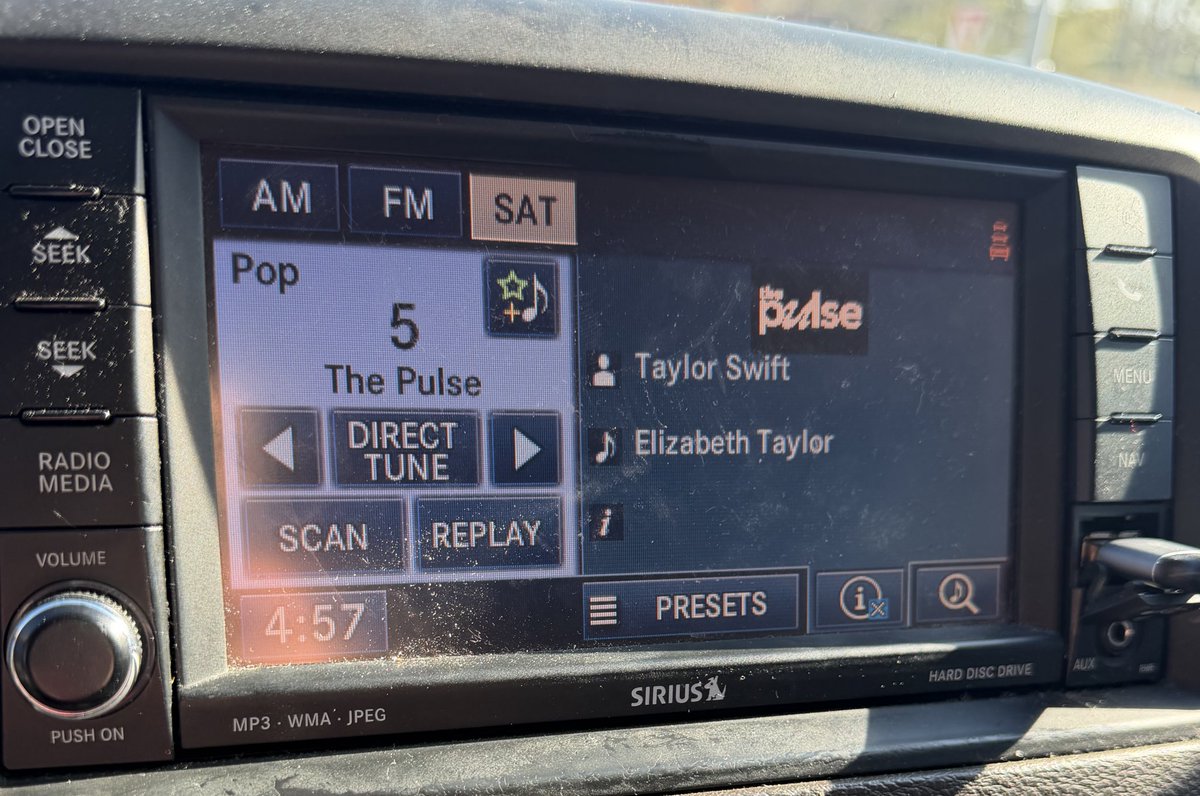 OPEN
CLOSE
SEEK
SEEK
RADIO
MEDIA
VOLUME
PUSH ON
AM FM SAT
Pop
5
The Pulse
DIRECT
TUNE
SCAN REPLAY
4:57
the
pulse
Taylor Swift
Elizabeth Taylor
i
PRESETS
i
MP3 · WMA · JPEG
SIRIUS
HARD DISC DRIVE
MENU
NAV
AUX